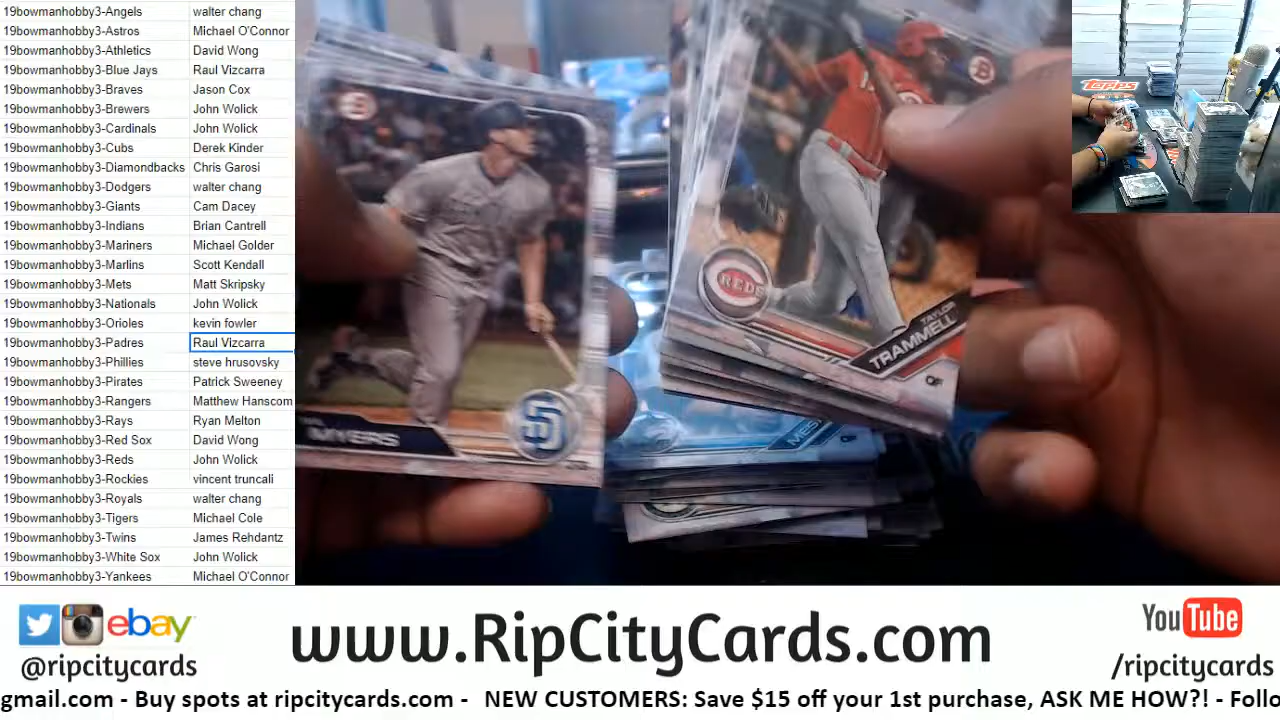 19bowmanhobby3-Angels walter chang
19bowmanhobby3-Astros Michael O'Connor
19bowmanhobby3-Athletics David Wong
19bowmanhobby3-Blue Jays Raul Vizcarra
19bowmanhobby3-Braves Jason Cox
19bowmanhobby3-Brewers John Wolick
19bowmanhobby3-Cardinals John Wolick
19bowmanhobby3-Cubs Derek Kinder
19bowmanhobby3-Diamondbacks Chris Garosi
19bowmanhobby3-Dodgers walter chang
19bowmanhobby3-Giants Cam Dacey
19bowmanhobby3-Indians Brian Cantrell
19bowmanhobby3-Mariners Michael Golder
19bowmanhobby3-Marlins Scott Kendall
19bowmanhobby3-Mets Matt Skripsky
19bowmanhobby3-Nationals John Wolick
19bowmanhobby3-Orioles kevin fowler
19bowmanhobby3-Padres Raul Vizcarra
19bowmanhobby3-Phillies steve hrusovsky
19bowmanhobby3-Pirates Patrick Sweeney
19bowmanhobby3-Rangers Matthew Hanscom
19bowmanhobby3-Rays Ryan Melton
19bowmanhobby3-Red Sox David Wong
19bowmanhobby3-Reds John Wolick
19bowmanhobby3-Rockies vincent truncali
19bowmanhobby3-Royals walter chang
19bowmanhobby3-Tigers Michael Cole
19bowmanhobby3-Twins James Rehdantz
19bowmanhobby3-White Sox John Wolick
19bowmanhobby3-Yankees Michael O'Connor
B
MYERS
SD
B
REDS
TAYLOR
TRAMMELL
OF
TOPPS
ebay
@ripcitycards
www.RipCityCards.com
YouTube
/ripcitycards
gmail.com - Buy spots at ripcitycards.com - NEW CUSTOMERS: Save $15 off your 1st purchase, ASK ME HOW?! - Follo